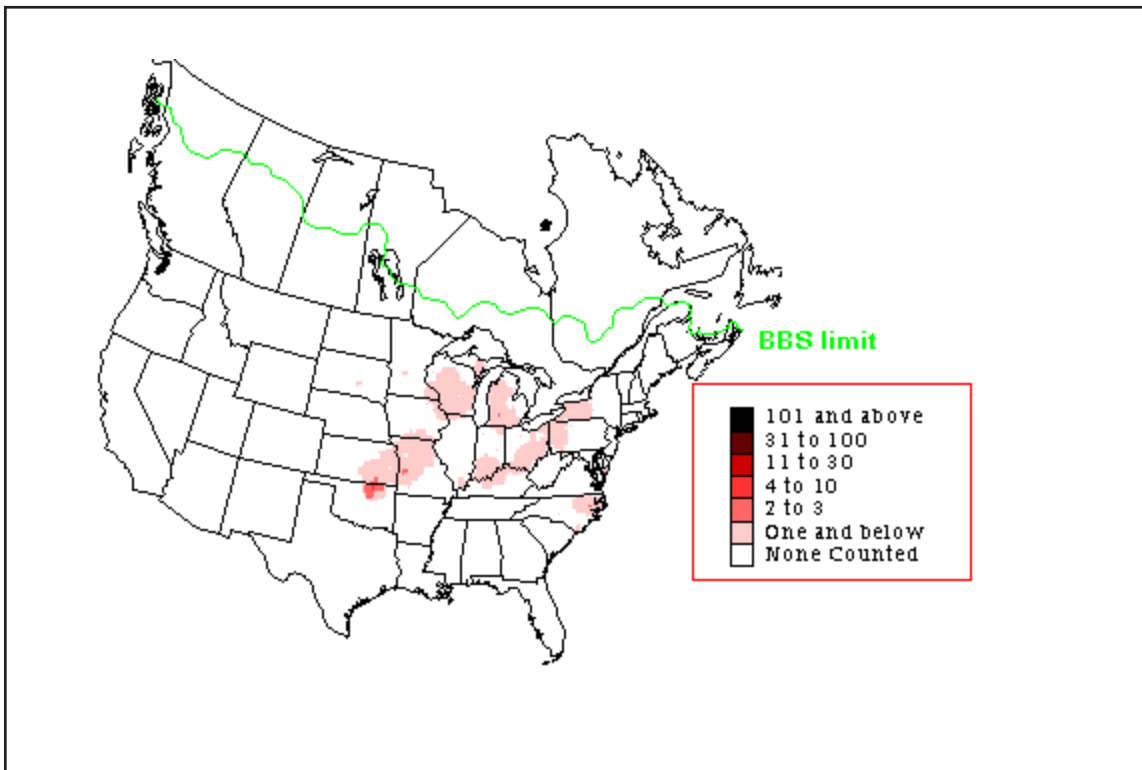 BBS limit
101 and above
31 to 100
11 to 30
4 to 10
2 to 3
One and below
None Counted